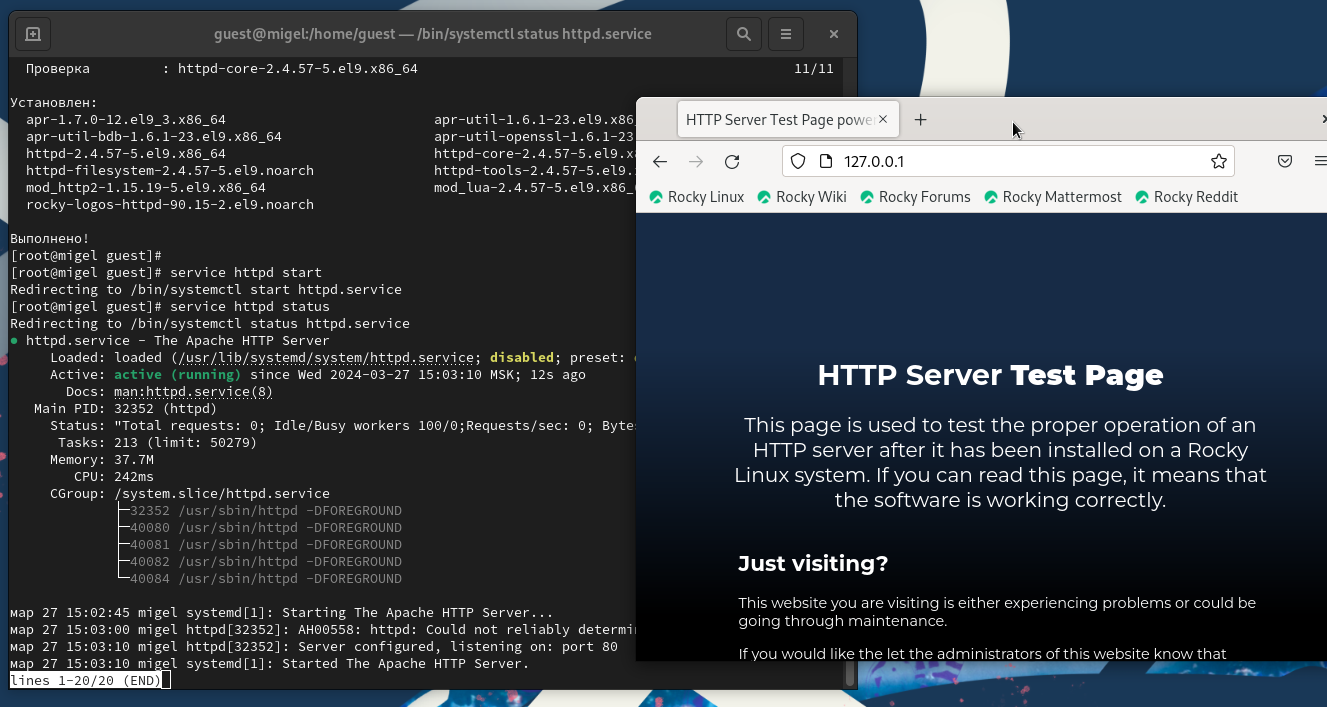 guest@migel:/home/guest — /bin/systemctl status httpd.service
Проверка : httpd-core-2.4.57-5.el9.x86_64 11/11
Установлен:
apr-1.7.0-12.el9_3.x86_64 apr-util-1.6.1-23.el9.x86
apr-util-bdb-1.6.1-23.el9.x86_64 apr-util-openssl-1.6.1-23
httpd-2.4.57-5.el9.x86_64 httpd-core-2.4.57-5.el9.x
httpd-filesystem-2.4.57-5.el9.noarch httpd-tools-2.4.57-5.el9.
mod_http2-1.15.19-5.el9.x86_64 mod_lua-2.4.57-5.el9.x86_
rocky-logos-httpd-90.15-2.el9.noarch
Выполнено!
[root@migel guest]#
[root@migel guest]# service httpd start
Redirecting to /bin/systemctl start httpd.service
[root@migel guest]# service httpd status
Redirecting to /bin/systemctl status httpd.service
● httpd.service - The Apache HTTP Server
Loaded: loaded (/usr/lib/systemd/system/httpd.service; disabled; preset:
Active: active (running) since Wed 2024-03-27 15:03:10 MSK; 12s ago
Docs: man:httpd.service(8)
Main PID: 32352 (httpd)
Status: "Total requests: 0; Idle/Busy workers 100/0;Requests/sec: 0; Byte
Tasks: 213 (limit: 50279)
Memory: 37.7M
CPU: 242ms
CGroup: /system.slice/httpd.service
├─32352 /usr/sbin/httpd -DFOREGROUND
├─40080 /usr/sbin/httpd -DFOREGROUND
├─40081 /usr/sbin/httpd -DFOREGROUND
├─40082 /usr/sbin/httpd -DFOREGROUND
└─40084 /usr/sbin/httpd -DFOREGROUND
мар 27 15:02:45 migel systemd[1]: Starting The Apache HTTP Server...
мар 27 15:03:00 migel httpd[32352]: AH00558: httpd: Could not reliably determi
мар 27 15:03:10 migel httpd[32352]: Server configured, listening on: port 80
мар 27 15:03:10 migel systemd[1]: Started The Apache HTTP Server.
lines 1-20/20 (END)
HTTP Server Test Page powe
127.0.0.1
Rocky Linux Rocky Wiki Rocky Forums Rocky Mattermost Rocky Reddit
HTTP Server Test Page
This page is used to test the proper operation of an
HTTP server after it has been installed on a Rocky
Linux system. If you can read this page, it means that
the software is working correctly.
Just visiting?
This website you are visiting is either experiencing problems or could be
going through maintenance.
If you would like the let the administrators of this website know that